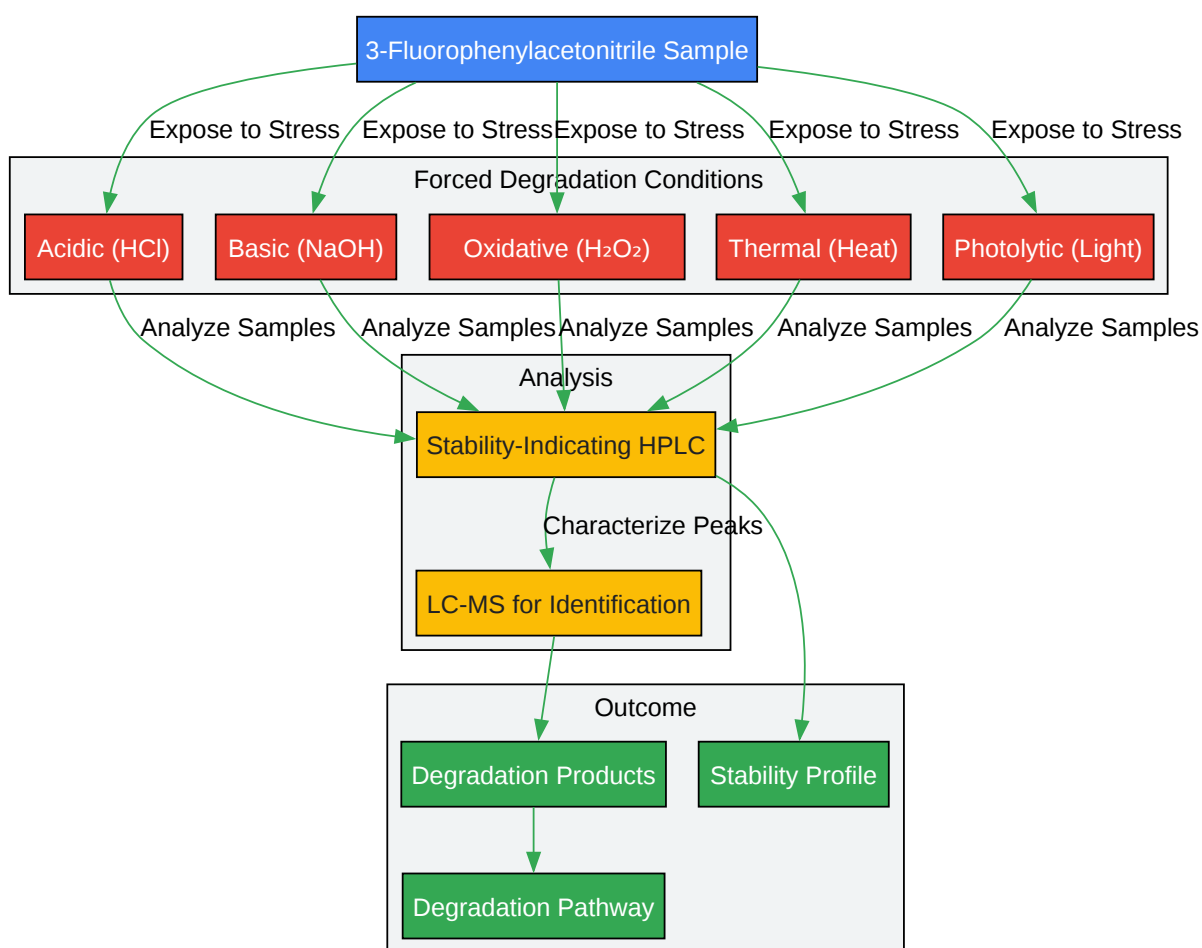 3-Fluorophenylacetonitrile Sample
Expose to Stress
Expose to Stress
Expose to Stress
Expose to Stress
Expose to Stress
Forced Degradation Conditions
Acidic (HCl)
Basic (NaOH)
Oxidative (H₂O₂)
Thermal (Heat)
Photolytic (Light)
Analyze Samples
Analyze Samples
Analyze Samples
Analyze Samples
Analyze Samples
Analysis
Stability-Indicating HPLC
Characterize Peaks
LC-MS for Identification
Outcome
Degradation Products
Stability Profile
Degradation Pathway